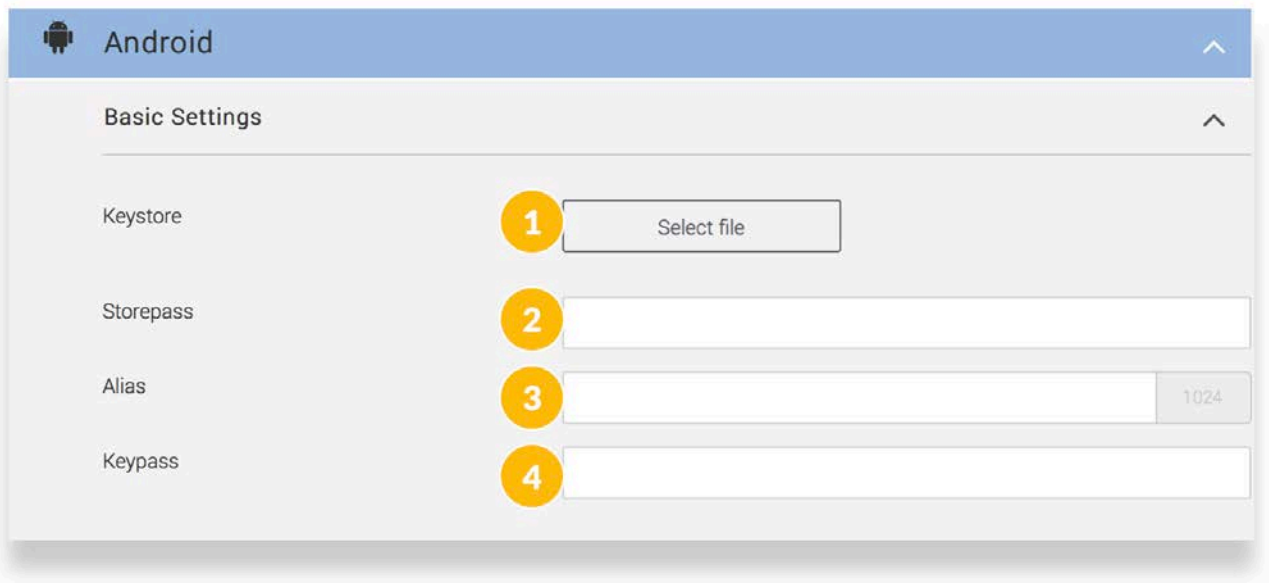 Android
Basic Settings
Keystore
1
Select file
Storepass
2
Alias
3
1024
Keypass
4